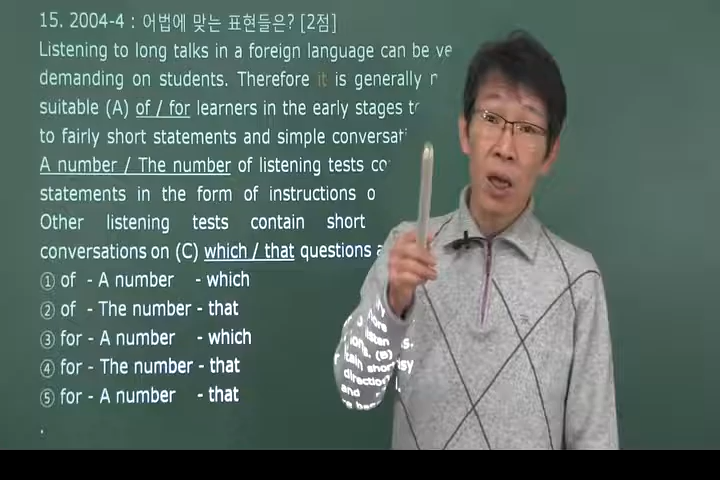 15. 2004-4 : 어법에 맞는 표현들은? [2점]
Listening to long talks in a foreign language can be
demanding on students. Therefore it is generally
suitable (A) of / for learners in the early stages
to fairly short statements and simple
A number / The number of listening tests
statements in the form of instructions
Other listening tests contain short
conversations on (C) which / that questions
① of - A number - which
② of - The number - that
③ for - A number - which
④ for - The number - that
⑤ for - A number - that
.
(B)
short
and